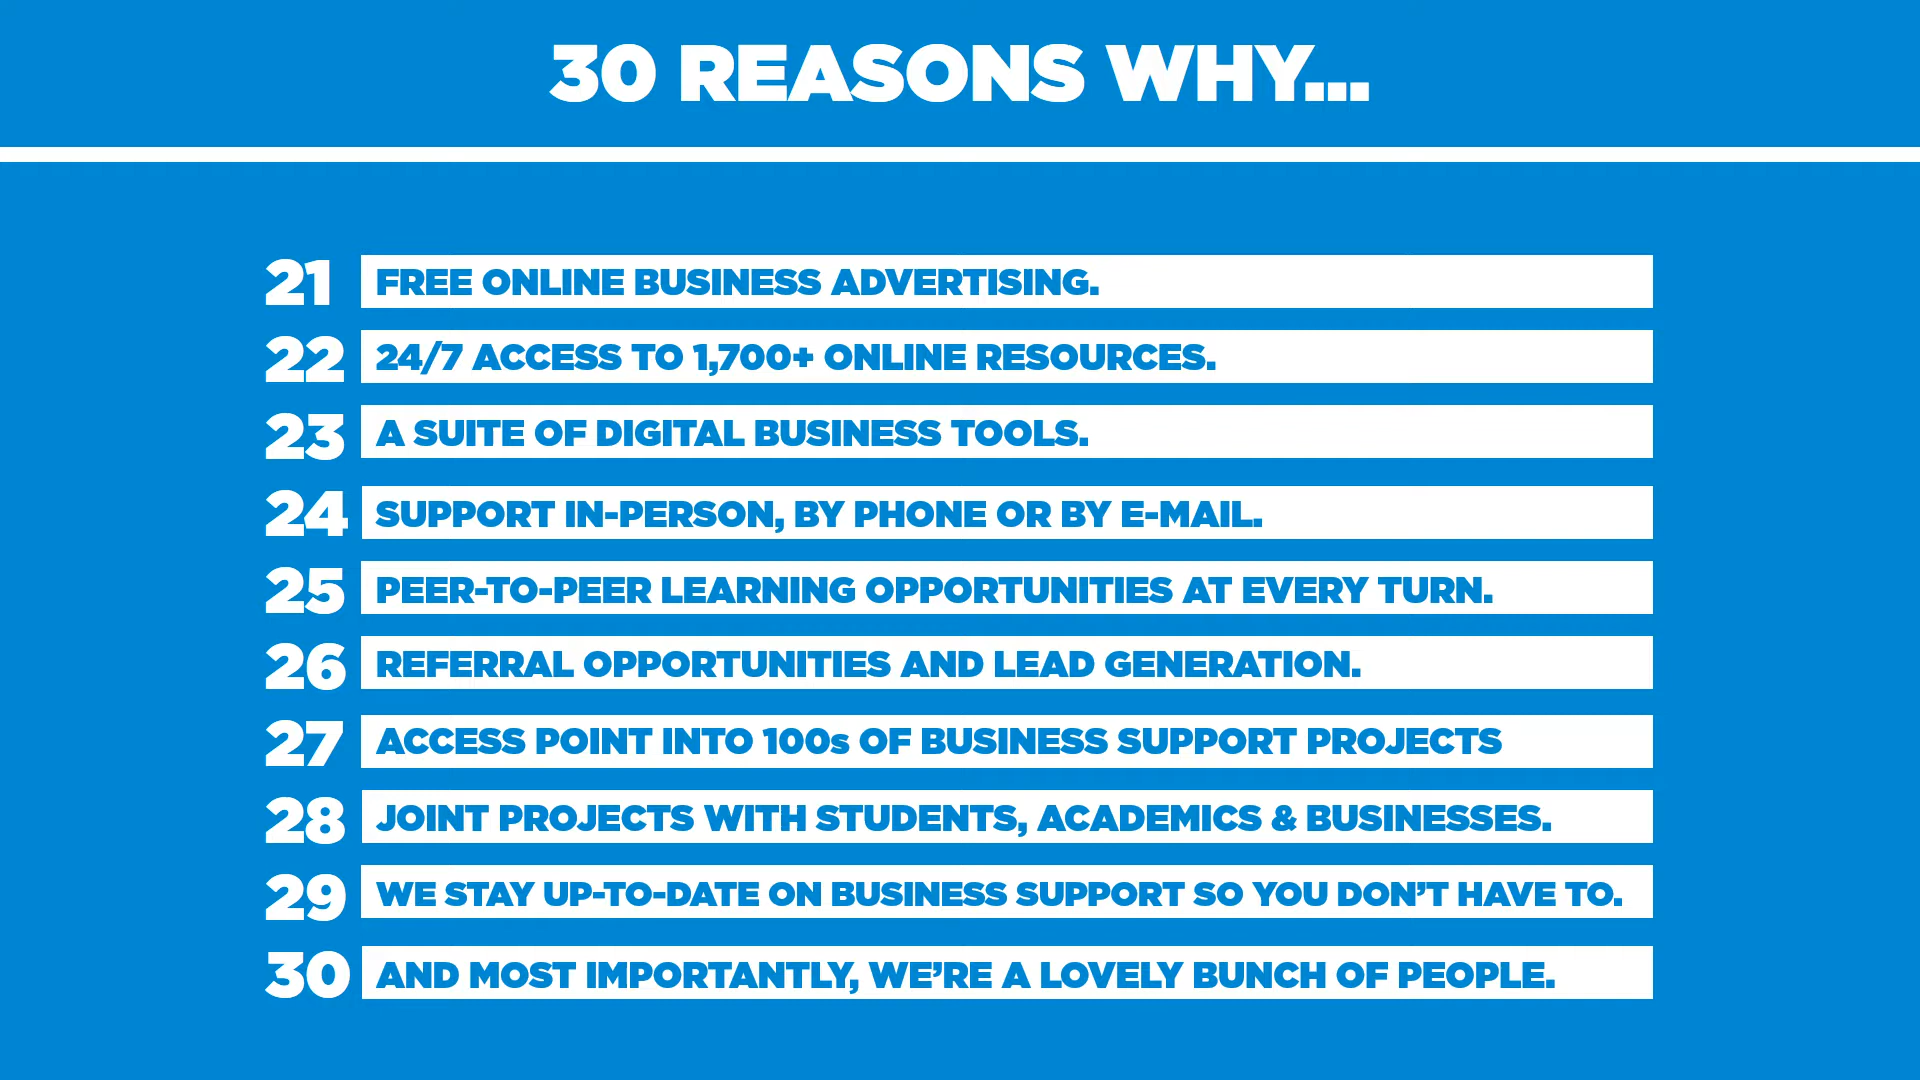 30 REASONS WHY...
21 FREE ONLINE BUSINESS ADVERTISING.
22 24/7 ACCESS TO 1,700+ ONLINE RESOURCES.
23 A SUITE OF DIGITAL BUSINESS TOOLS.
24 SUPPORT IN-PERSON, BY PHONE OR BY E-MAIL.
25 PEER-TO-PEER LEARNING OPPORTUNITIES AT EVERY TURN.
26 REFERRAL OPPORTUNITIES AND LEAD GENERATION.
27 ACCESS POINT INTO 100s OF BUSINESS SUPPORT PROJECTS
28 JOINT PROJECTS WITH STUDENTS, ACADEMICS & BUSINESSES.
29 WE STAY UP-TO-DATE ON BUSINESS SUPPORT SO YOU DON’T HAVE TO.
30 AND MOST IMPORTANTLY, WE’RE A LOVELY BUNCH OF PEOPLE.